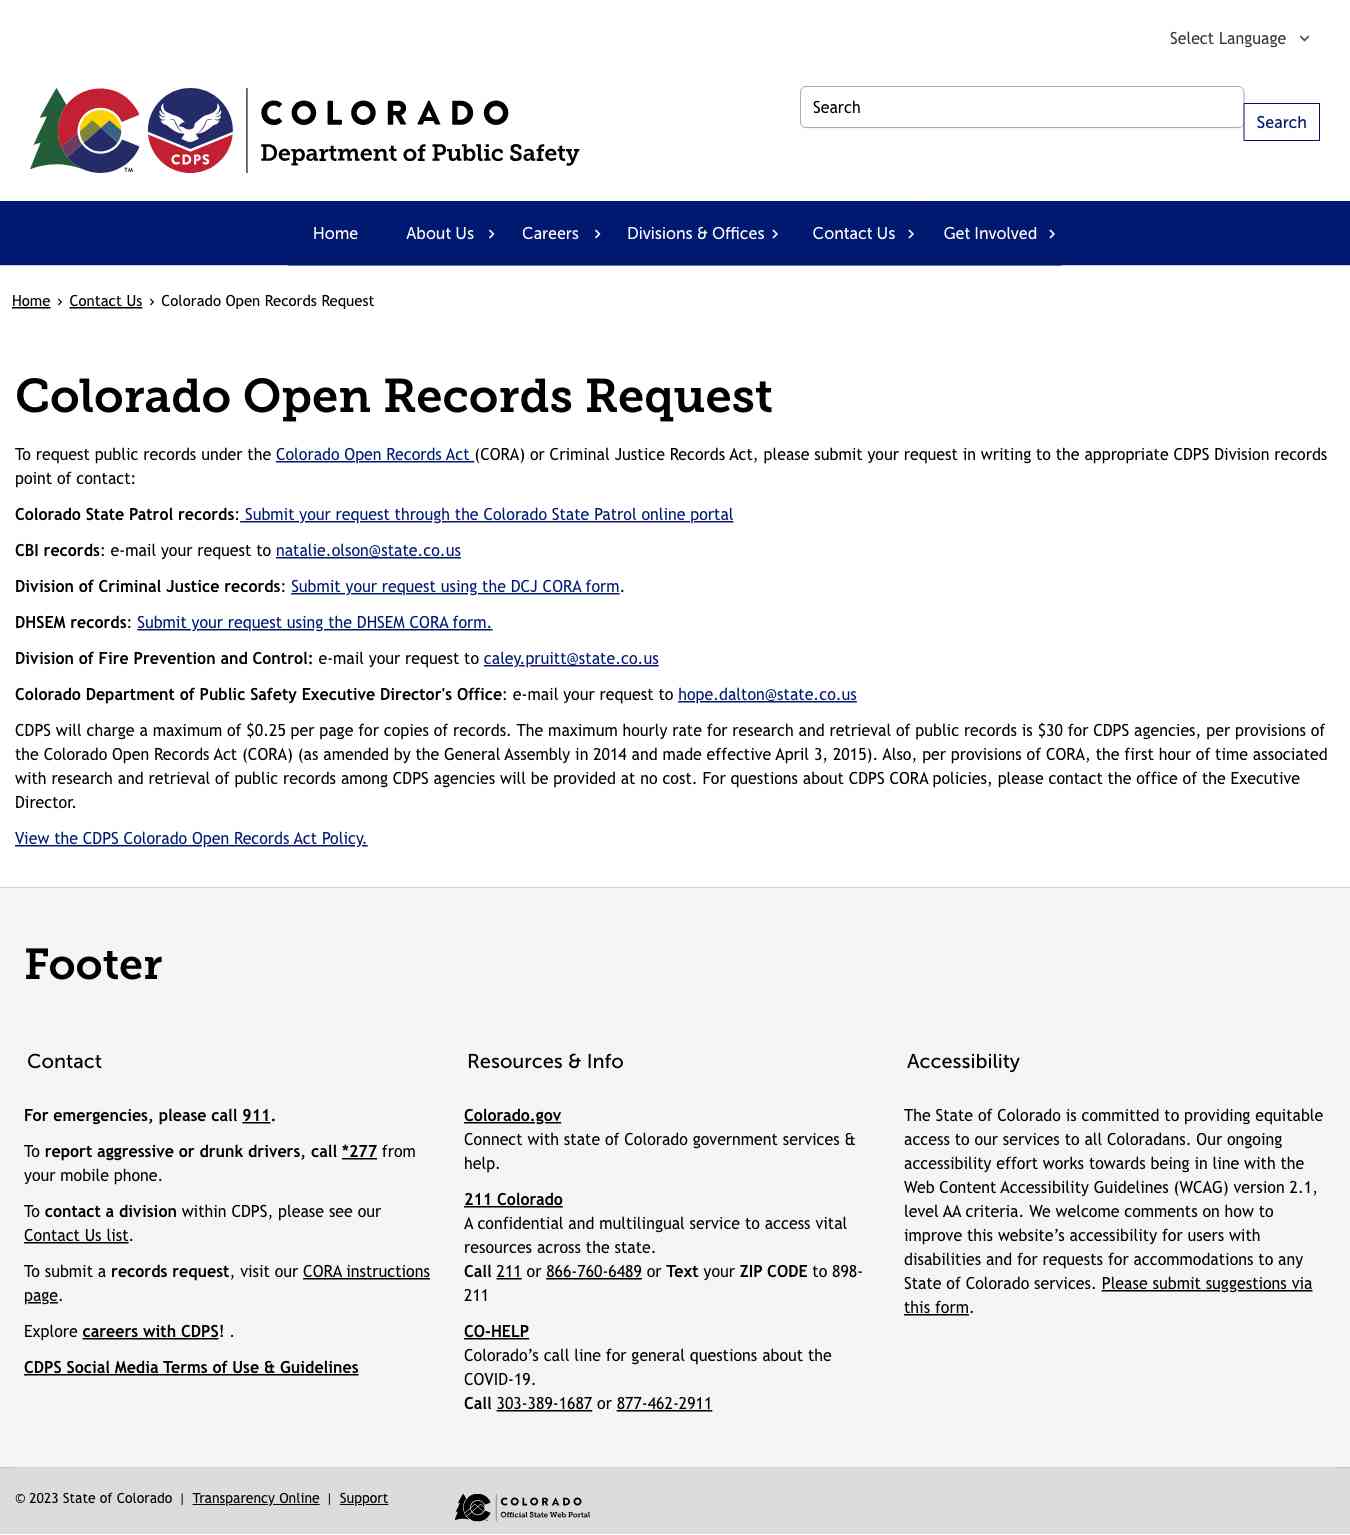 Select Language
CDPS
TM
COLORADO
Department of Public Safety
Search
Search
Home About Us Careers Divisions & Offices Contact Us Get Involved
Home › Contact Us › Colorado Open Records Request
Colorado Open Records Request
To request public records under the Colorado Open Records Act (CORA) or Criminal Justice Records Act, please submit your request in writing to the appropriate CDPS Division records
point of contact:
Colorado State Patrol records: Submit your request through the Colorado State Patrol online portal
CBI records: e-mail your request to natalie.olson@state.co.us
Division of Criminal Justice records: Submit your request using the DCJ CORA form.
DHSEM records: Submit your request using the DHSEM CORA form.
Division of Fire Prevention and Control: e-mail your request to caley.pruitt@state.co.us
Colorado Department of Public Safety Executive Director's Office: e-mail your request to hope.dalton@state.co.us
CDPS will charge a maximum of $0.25 per page for copies of records. The maximum hourly rate for research and retrieval of public records is $30 for CDPS agencies, per provisions of
the Colorado Open Records Act (CORA) (as amended by the General Assembly in 2014 and made effective April 3, 2015). Also, per provisions of CORA, the first hour of time associated
with research and retrieval of public records among CDPS agencies will be provided at no cost. For questions about CDPS CORA policies, please contact the office of the Executive
Director.
View the CDPS Colorado Open Records Act Policy.
Footer
Contact
For emergencies, please call 911.
To report aggressive or drunk drivers, call *277 from
your mobile phone.
To contact a division within CDPS, please see our
Contact Us list.
To submit a records request, visit our CORA instructions
page.
Explore careers with CDPS! .
CDPS Social Media Terms of Use & Guidelines
Resources & Info
Colorado.gov
Connect with state of Colorado government services &
help.
211 Colorado
A confidential and multilingual service to access vital
resources across the state.
Call 211 or 866-760-6489 or Text your ZIP CODE to 898-
211
CO-HELP
Colorado’s call line for general questions about the
COVID-19.
Call 303-389-1687 or 877-462-2911
Accessibility
The State of Colorado is committed to providing equitable
access to our services to all Coloradans. Our ongoing
accessibility effort works towards being in line with the
Web Content Accessibility Guidelines (WCAG) version 2.1,
level AA criteria. We welcome comments on how to
improve this website’s accessibility for users with
disabilities and for requests for accommodations to any
State of Colorado services. Please submit suggestions via
this form.
© 2023 State of Colorado | Transparency Online | Support
COLORADO
Official State Web Portal